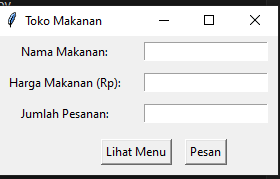 Toko Makanan
Nama Makanan:
Harga Makanan (Rp):
Jumlah Pesanan:
Lihat Menu Pesan